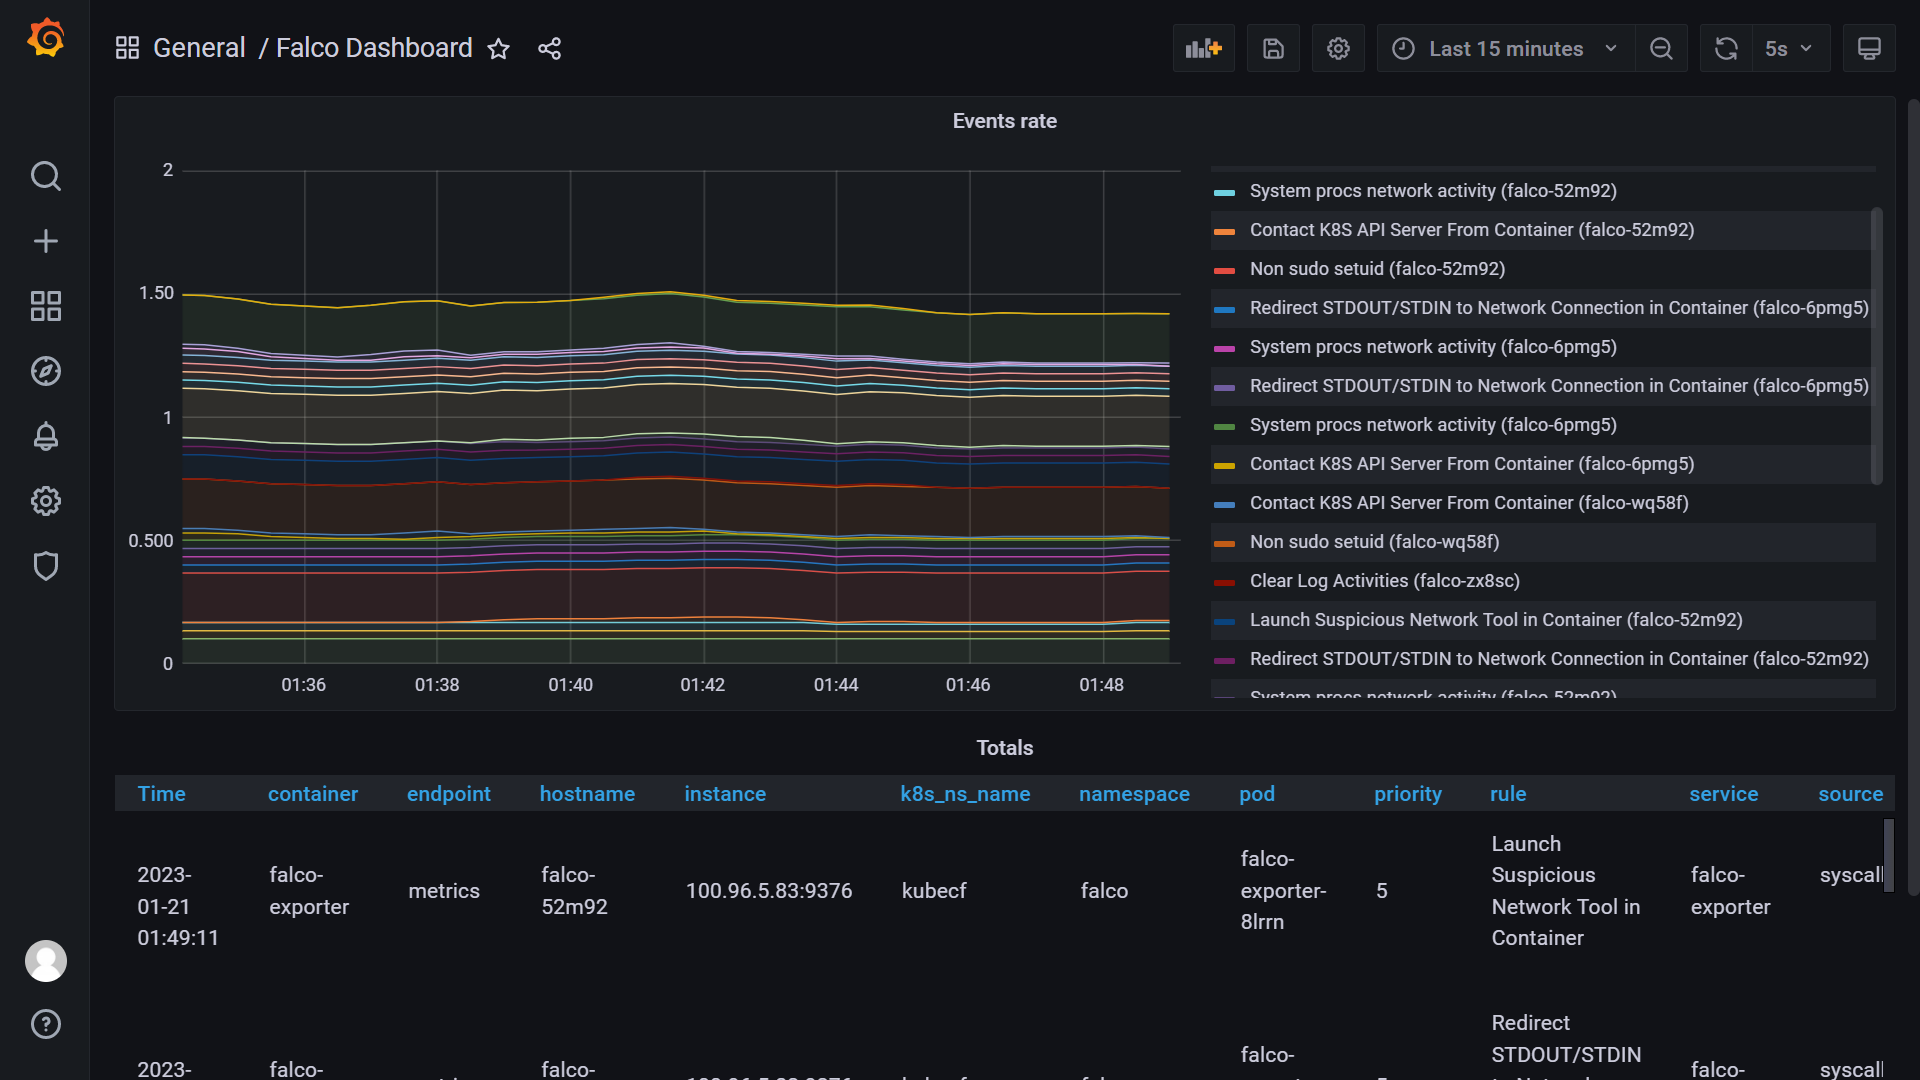 General / Falco Dashboard
Last 15 minutes
5s
Events rate
2
1.50
1
0.500
0
01:36
01:38
01:40
01:42
01:44
01:46
01:48
System procs network activity (falco-52m92)
Contact K8S API Server From Container (falco-52m92)
Non sudo setuid (falco-52m92)
Redirect STDOUT/STDIN to Network Connection in Container (falco-6pmg5)
System procs network activity (falco-6pmg5)
Redirect STDOUT/STDIN to Network Connection in Container (falco-6pmg5)
System procs network activity (falco-6pmg5)
Contact K8S API Server From Container (falco-6pmg5)
Contact K8S API Server From Container (falco-wq58f)
Non sudo setuid (falco-wq58f)
Clear Log Activities (falco-zx8sc)
Launch Suspicious Network Tool in Container (falco-52m92)
Redirect STDOUT/STDIN to Network Connection in Container (falco-52m92)
System procs network activity (falco-52m92)
Totals
Time container endpoint hostname instance k8s_ns_name namespace pod priority rule service source
2023-
01-21
01:49:11
falco-
exporter
metrics
falco-
52m92
100.96.5.83:9376
kubecf
falco
falco-
exporter-
8lrrn
5
Launch
Suspicious
Network Tool in
Container
falco-
exporter
syscall
2023-
falco-
falco-
falco-
Redirect
STDOUT/STDIN
falco-
syscall